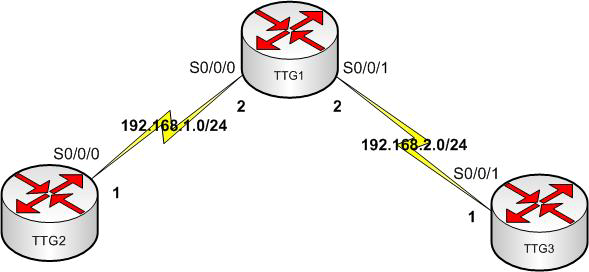 TTG1
S0/0/0
S0/0/1
2
2
192.168.1.0/24
192.168.2.0/24
S0/0/0
S0/0/1
1
1
TTG2
TTG3